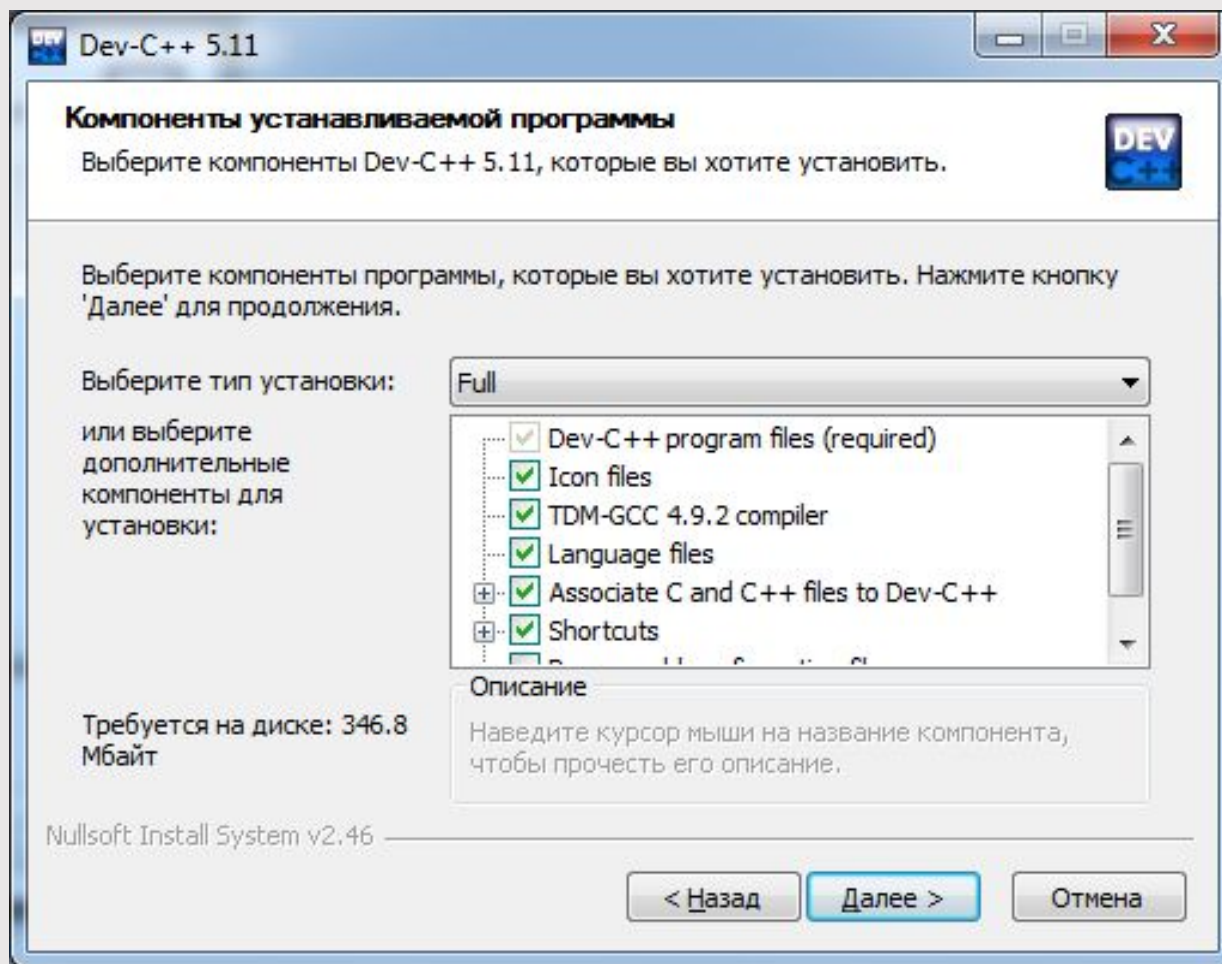 Dev-C++ 5.11
Компоненты устанавливаемой программы
Выберите компоненты Dev-C++ 5.11, которые вы хотите установить.
DEV
C++
Выберите компоненты программы, которые вы хотите установить. Нажмите кнопку
'Далее' для продолжения.
Выберите тип установки:
Full
или выберите
дополнительные
компоненты для
установки:
Dev-C++ program files (required)
Icon files
TDM-GCC 4.9.2 compiler
Language files
Associate C and C++ files to Dev-C++
Shortcuts
Требуется на диске: 346.8
Мбайт
Описание
Наведите курсор мыши на название компонента,
чтобы прочесть его описание.
Nullsoft Install System v2.46
< Назад
Далее >
Отмена